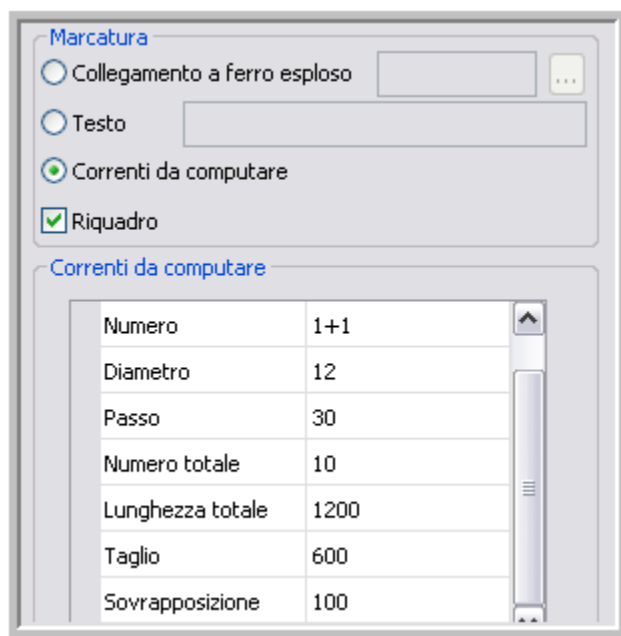 Marcatura
Collegamento a ferro esploso ...
Testo
Correnti da computare
Riquadro
Correnti da computare
Numero 1+1
Diametro 12
Passo 30
Numero totale 10
Lunghezza totale 1200
Taglio 600
Sovrapposizione 100